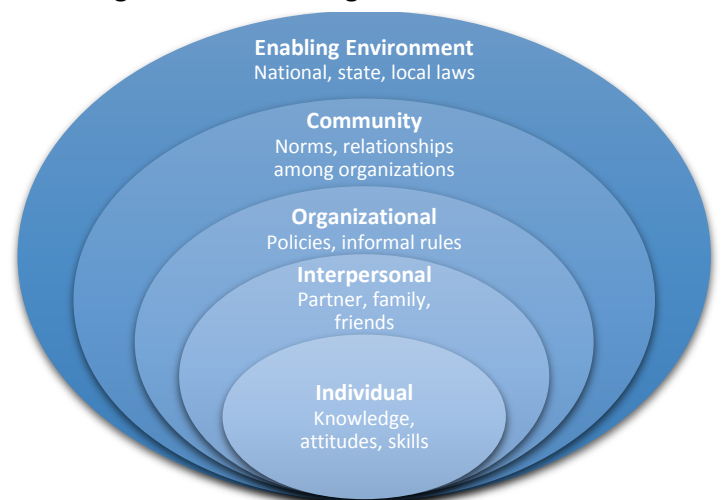 Enabling Environment
National, state, local laws
Community
Norms, relationships
among organizations
Organizational
Policies, informal rules
Interpersonal
Partner, family,
friends
Individual
Knowledge,
attitudes, skills